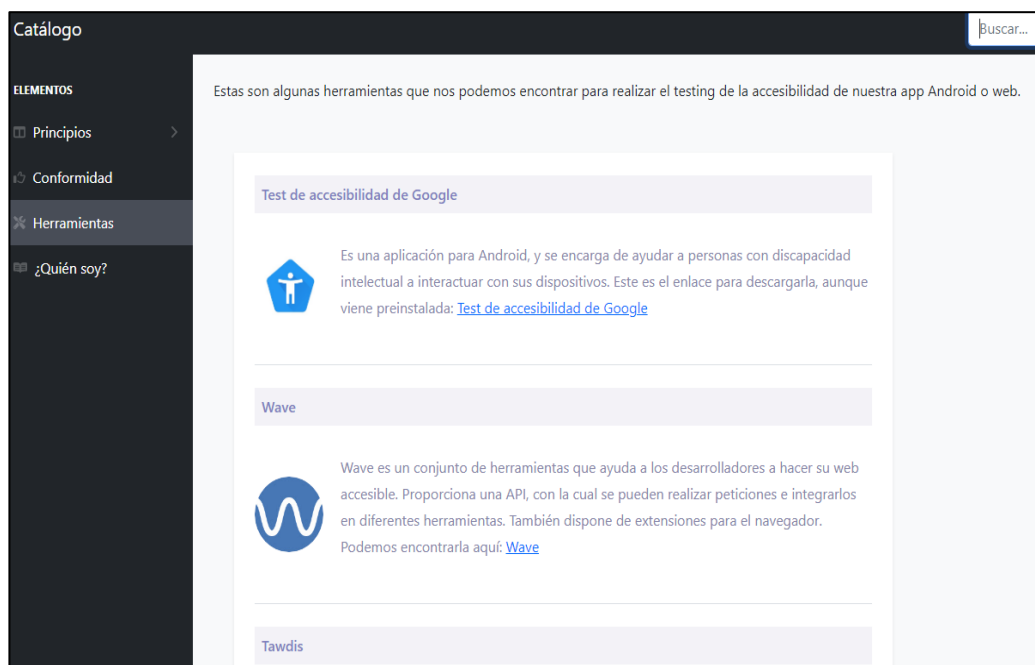 Catálogo
Buscar...
ELEMENTOS
Principios
Conformidad
Herramientas
¿Quién soy?
Estas son algunas herramientas que nos podemos encontrar para realizar el testing de la accesibilidad de nuestra app Android o web.
Test de accesibilidad de Google
Es una aplicación para Android, y se encarga de ayudar a personas con discapacidad
intelectual a interactuar con sus dispositivos. Este es el enlace para descargarla, aunque
viene preinstalada: Test de accesibilidad de Google
Wave
Wave es un conjunto de herramientas que ayuda a los desarrolladores a hacer su web
accesible. Proporciona una API, con la cual se pueden realizar peticiones e integrarlos
en diferentes herramientas. También dispone de extensiones para el navegador.
Podemos encontrarla aquí: Wave
Tawdis